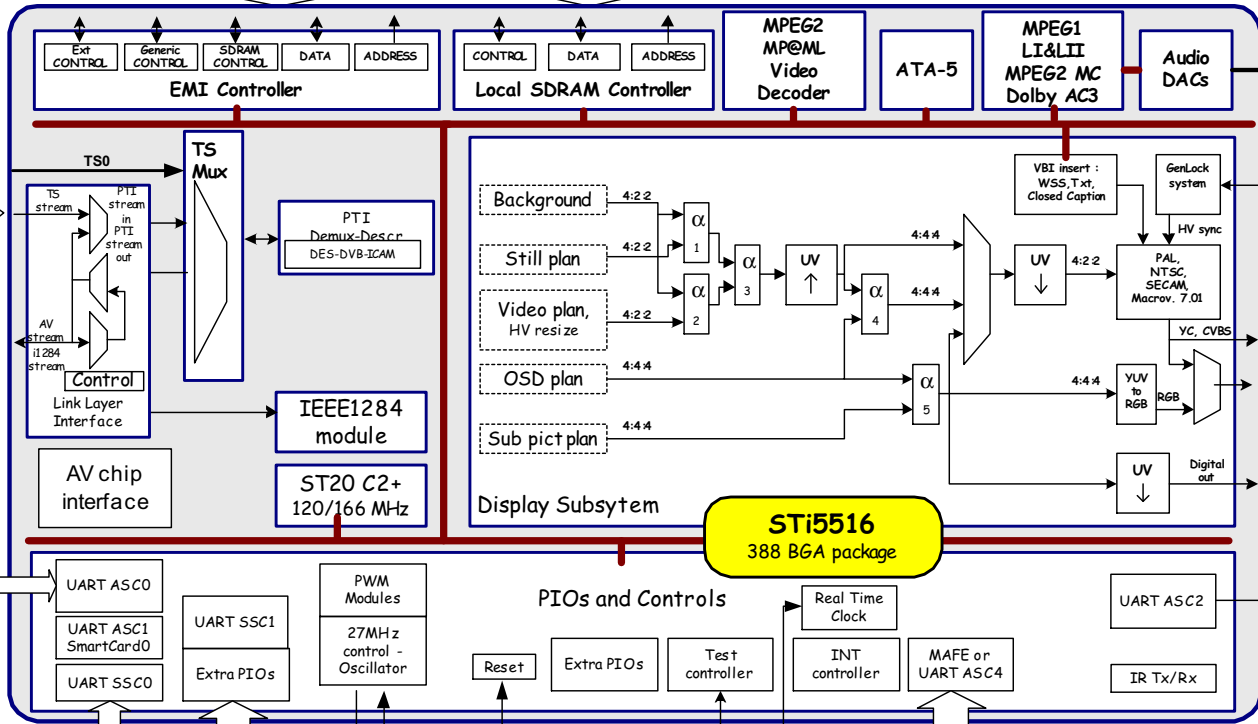 Ext
CONTROL
Generic
CONTROL
SDRAM
CONTROL
DATA
ADDRESS
EMI Controller
CONTROL
DATA
ADDRESS
Local SDRAM Controller
MPEG2
MP@ML
Video
Decoder
ATA-5
MPEG1
LI&LII
MPEG2 MC
Dolby AC3
Audio
DACs
TS0
TS
Mux
TS
stream
PTI
stream
in
PTI
stream
out
AV
stream
i1284
stream
Control
Link Layer
Interface
PTI
Demux-Descr
DES-DVB-ICAM
IEEE1284
module
AV chip
interface
ST20 C2+
120/166 MHz
Background
4:2:2
Still plan
4:2:2
Video plan,
HV resize
4:2:2
OSD plan
4:4:4
Sub pict plan
4:4:4
α
1
α
2
α
3
UV
↑
α
4
α
5
4:4:4
4:4:4
UV
↓
4:2:2
VBI insert :
WSS,Txt,
Closed Caption
GenLock
system
HV sync
PAL,
NTSC,
SECAM,
Macrov. 7.01
YC, CVBS
4:4:4
YUV
to
RGB
RGB
UV
↓
Digital
out
Display Subsytem
STi5516
388 BGA package
PIOs and Controls
UART ASC0
UART ASC1
SmartCard0
UART SSC0
UART SSC1
Extra PIOs
PWM
Modules
27MHz
control -
Oscillator
Reset
Extra PIOs
Test
controller
Real Time
Clock
INT
controller
MAFE or
UART ASC4
UART ASC2
IR Tx/Rx